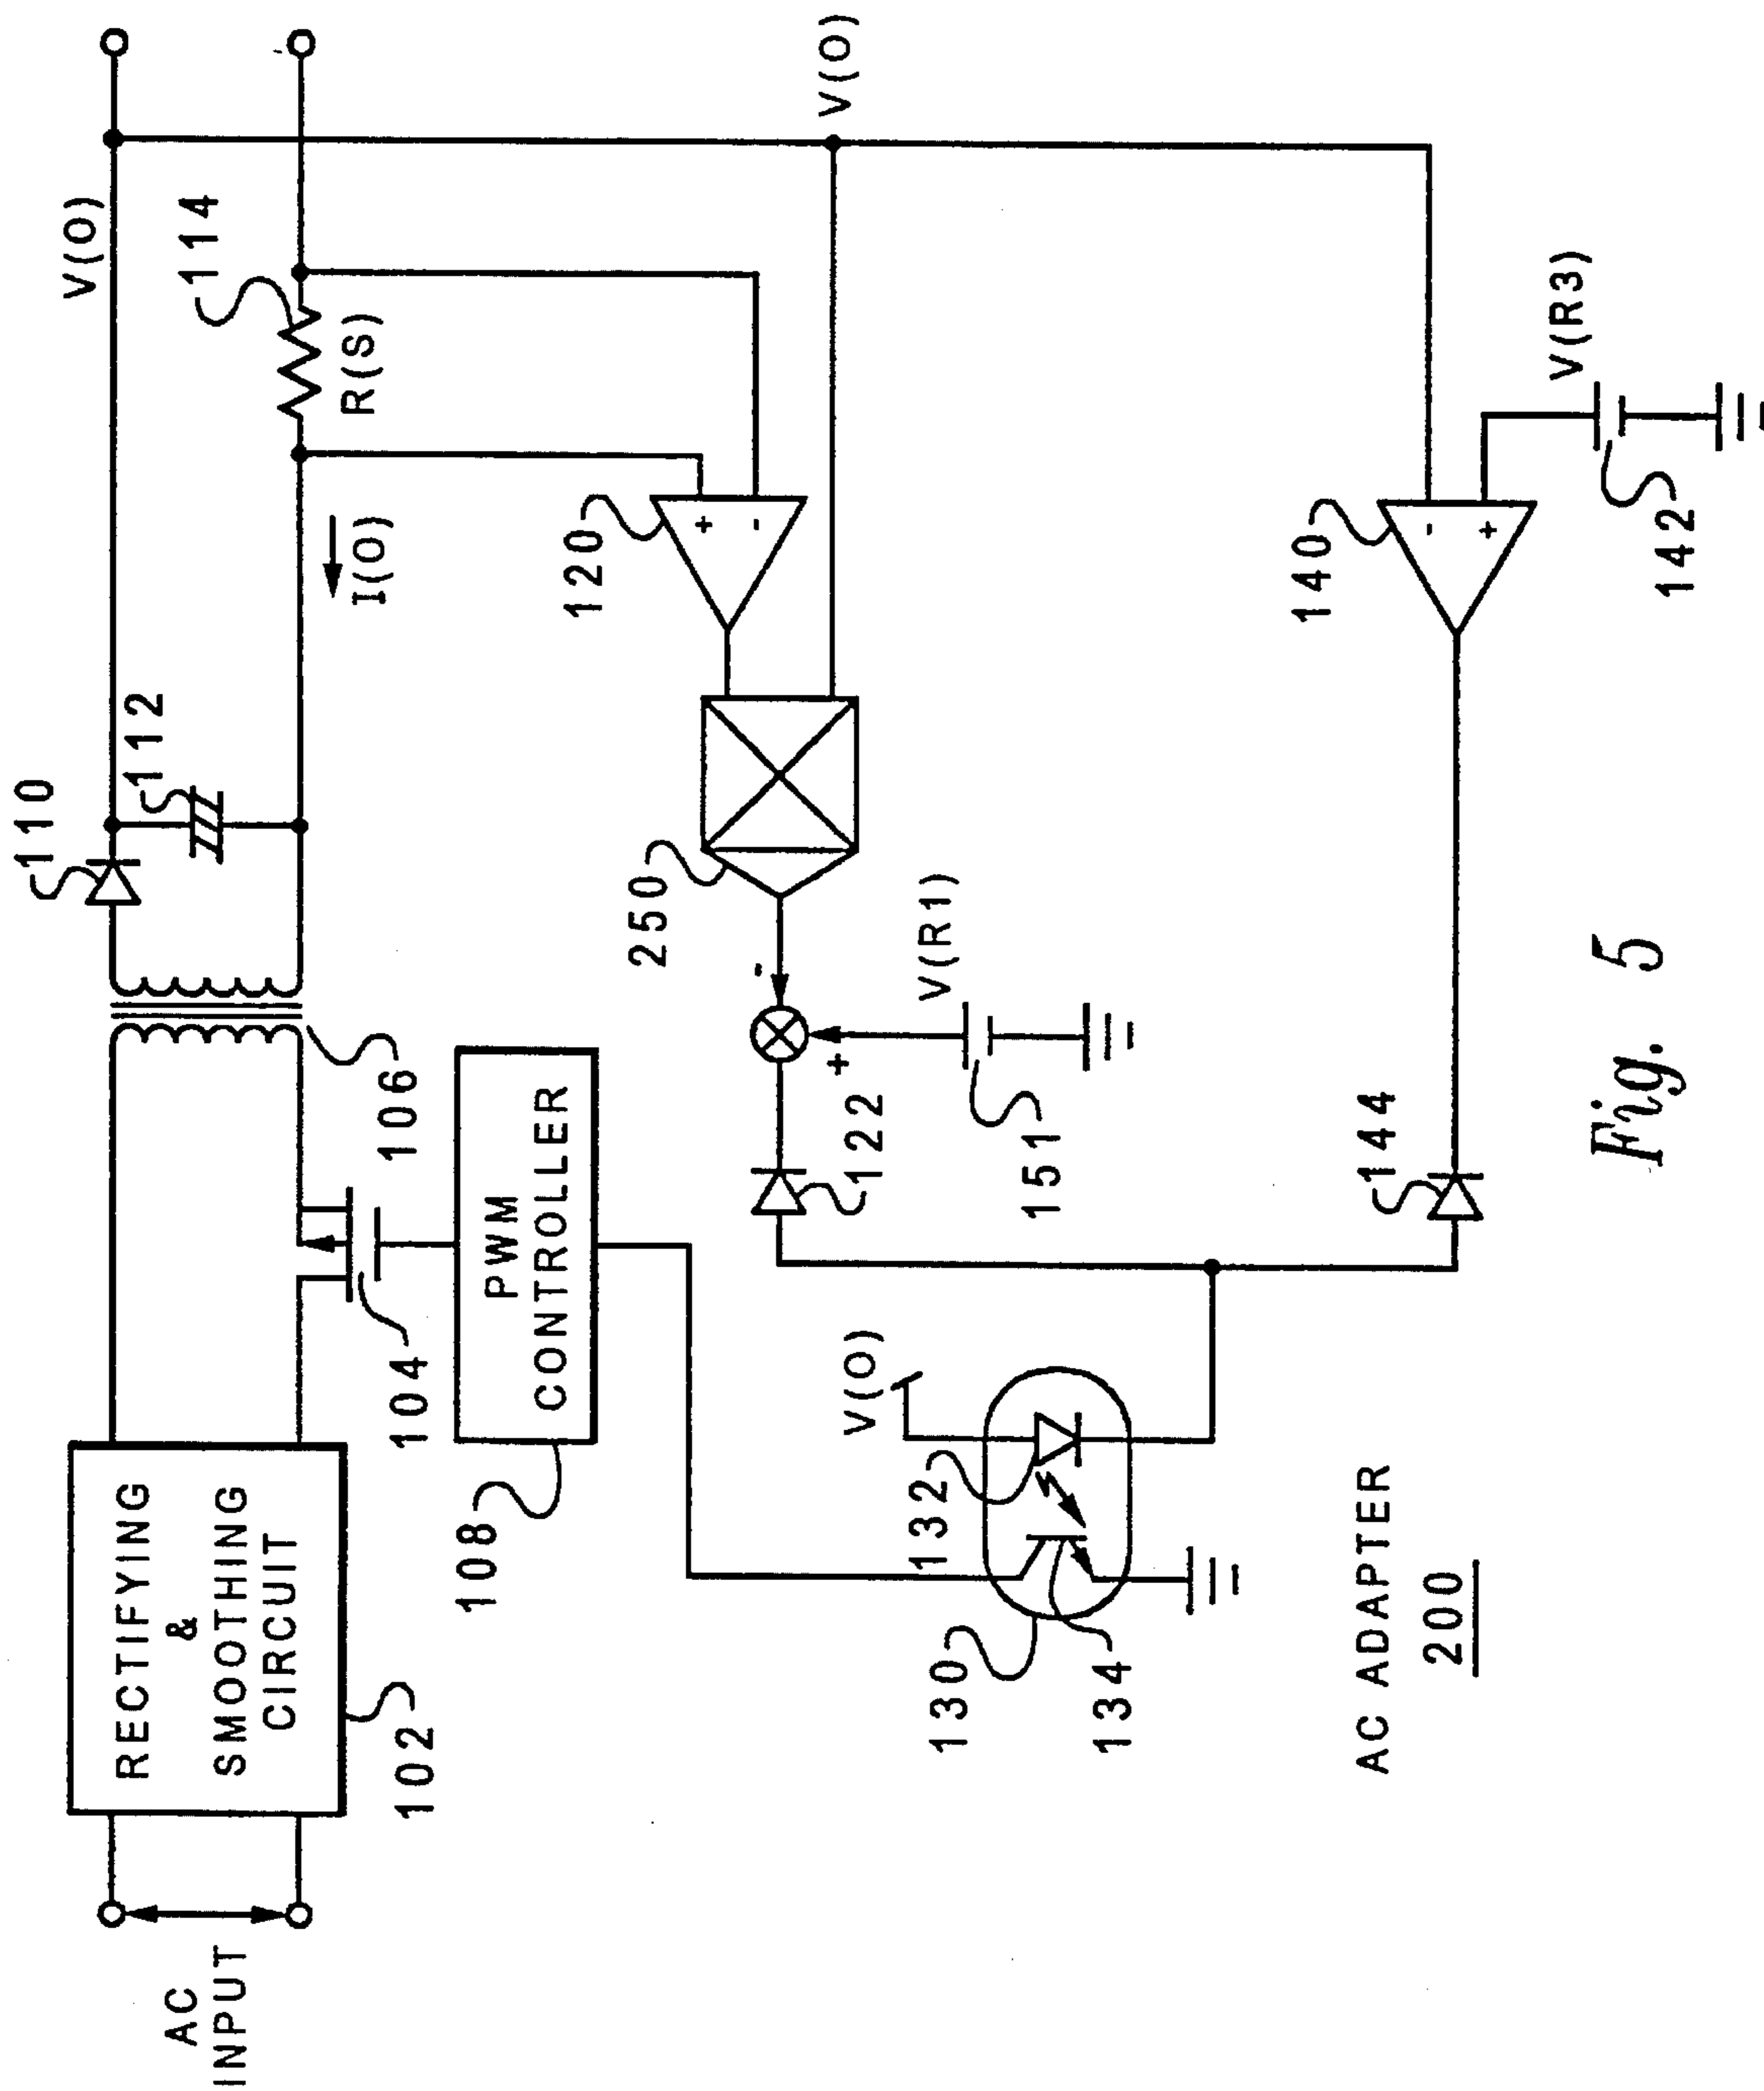 AC
INPUT
RECTIFYING
&
SMOOTHING
CIRCUIT
102
104
106
110
112
V(O)
114
R(S)
I(O)
PWM
CONTROLLER
108
120
+
-
250
-
+
V(R1)
151
122
V(O)
V(O)
132
130
134
140
-
+
V(R3)
142
144
AC ADAPTER
200
Fig. 5